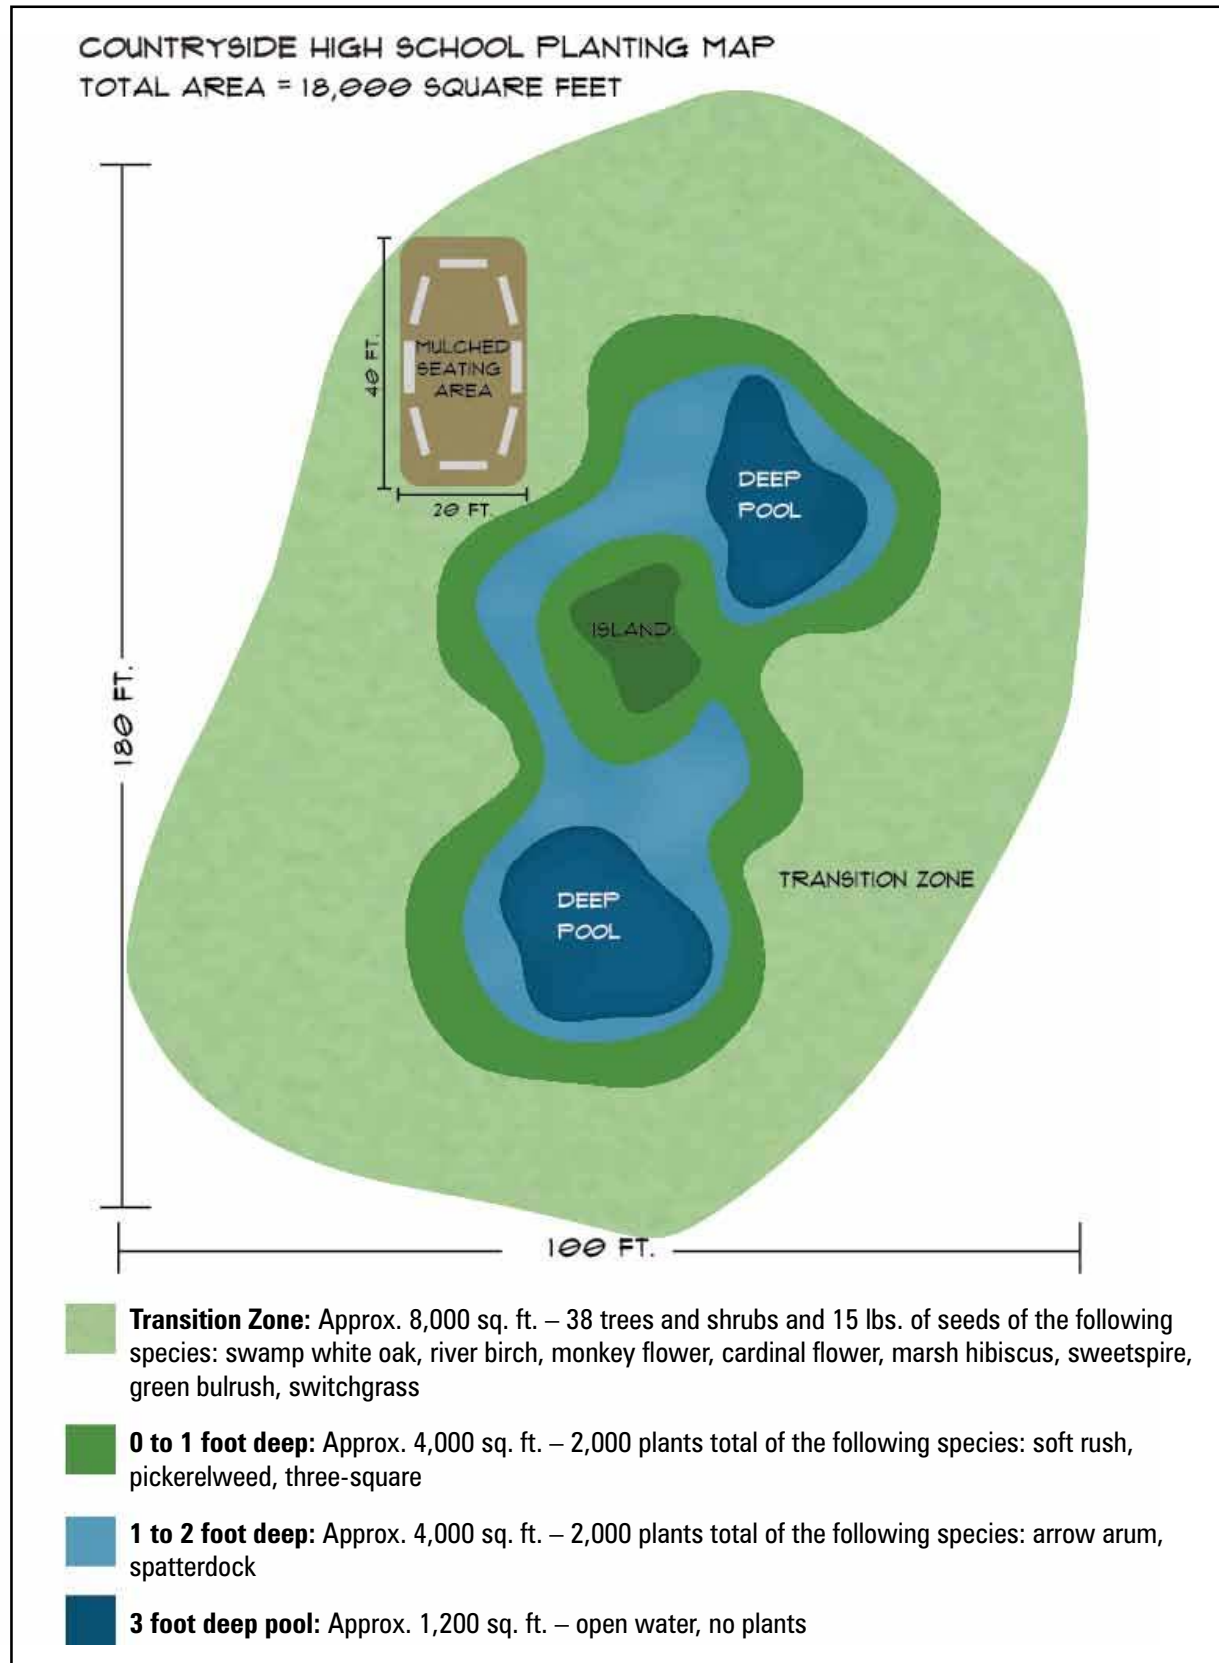 COUNTRYSIDE HIGH SCHOOL PLANTING MAP
TOTAL AREA = 18,000 SQUARE FEET
40 FT.
MULCHED
SEATING
AREA
20 FT.
DEEP
POOL
ISLAND
180 FT.
TRANSITION ZONE
DEEP
POOL
100 FT.
Transition Zone: Approx. 8,000 sq. ft. – 38 trees and shrubs and 15 lbs. of seeds of the following
species: swamp white oak, river birch, monkey flower, cardinal flower, marsh hibiscus, sweetspire,
green bulrush, switchgrass
0 to 1 foot deep: Approx. 4,000 sq. ft. – 2,000 plants total of the following species: soft rush,
pickerelweed, three-square
1 to 2 foot deep: Approx. 4,000 sq. ft. – 2,000 plants total of the following species: arrow arum,
spatterdock
3 foot deep pool: Approx. 1,200 sq. ft. – open water, no plants